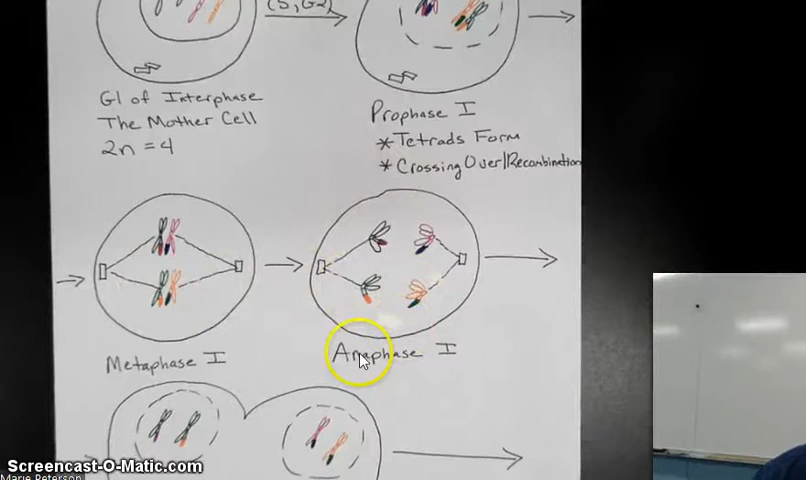 (S, G2)
G1 of Interphase
The Mother Cell
2n = 4
Prophase I
* Tetrads Form
* Crossing Over/Recombination
Metaphase I
Anaphase I
Screencast-O-Matic.com
Marie Peterson